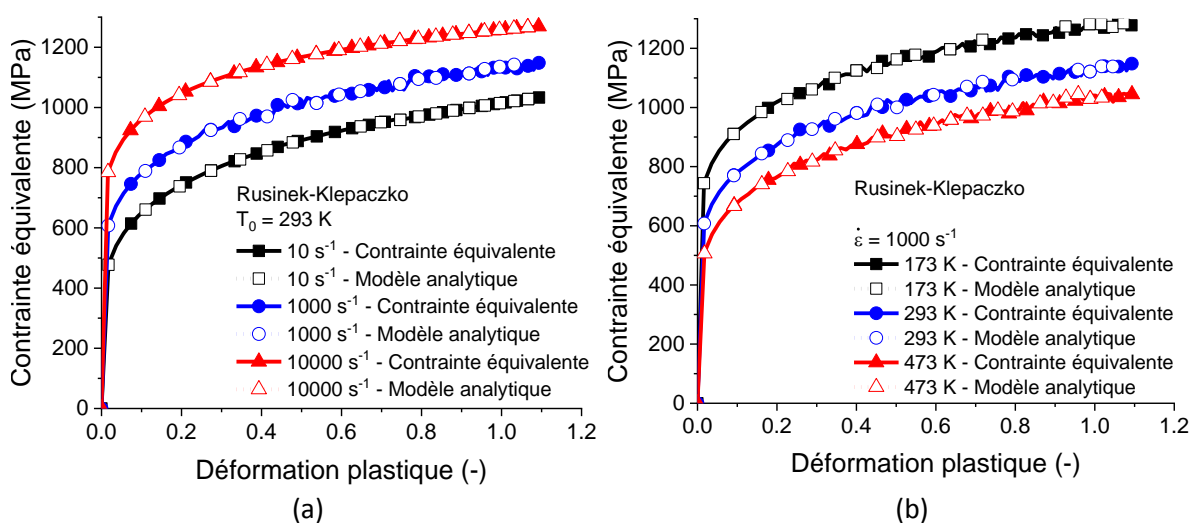 Contrainte équivalente (MPa)
1200
1000
800
600
400
200
0
Rusinek-Klepaczko
T0 = 293 K
10 s-1 - Contrainte équivalente
10 s-1 - Modèle analytique
1000 s-1 - Contrainte équivalente
1000 s-1 - Modèle analytique
10000 s-1 - Contrainte équivalente
10000 s-1 - Modèle analytique
0.0 0.2 0.4 0.6 0.8 1.0 1.2
Déformation plastique (-)
(a)
Contrainte équivalente (MPa)
1200
1000
800
600
400
200
0
Rusinek-Klepaczko
ε̇ = 1000 s-1
173 K - Contrainte équivalente
173 K - Modèle analytique
293 K - Contrainte équivalente
293 K - Modèle analytique
473 K - Contrainte équivalente
473 K - Modèle analytique
0.0 0.2 0.4 0.6 0.8 1.0 1.2
Déformation plastique (-)
(b)